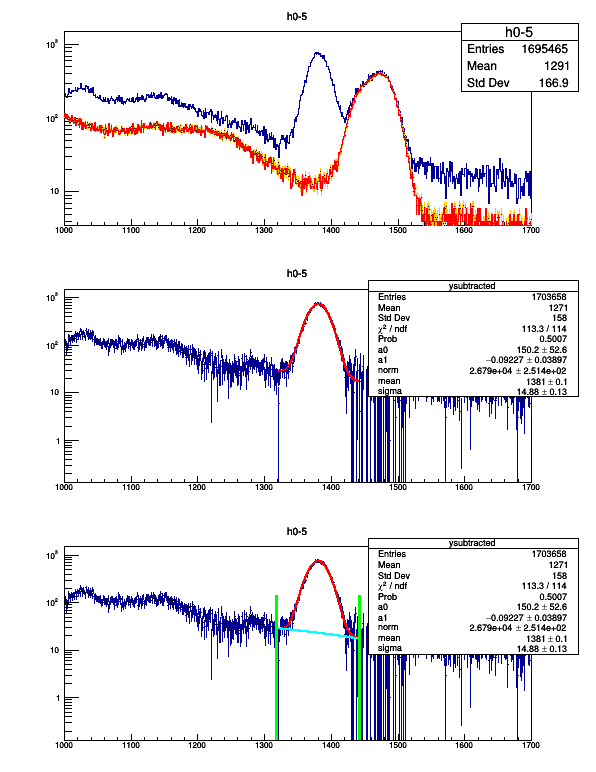 h0-5
h0-5
Entries 1695465
Mean 1291
Std Dev 166.9
10³
10²
10
1000 1100 1200 1300 1400 1500 1600 1700
h0-5
ysubtracted
Entries 1703658
Mean 1271
Std Dev 158
χ² / ndf 113.3 / 114
Prob 0.5007
a0 150.2 ± 52.6
a1 −0.09227 ± 0.03897
norm 2.679e+04 ± 2.514e+02
mean 1381 ± 0.1
sigma 14.88 ± 0.13
10³
10²
10
1
1000 1100 1200 1300 1400 1500 1600 1700
h0-5
ysubtracted
Entries 1703658
Mean 1271
Std Dev 158
χ² / ndf 113.3 / 114
Prob 0.5007
a0 150.2 ± 52.6
a1 −0.09227 ± 0.03897
norm 2.679e+04 ± 2.514e+02
mean 1381 ± 0.1
sigma 14.88 ± 0.13
10³
10²
10
1
1000 1100 1200 1300 1400 1500 1600 1700